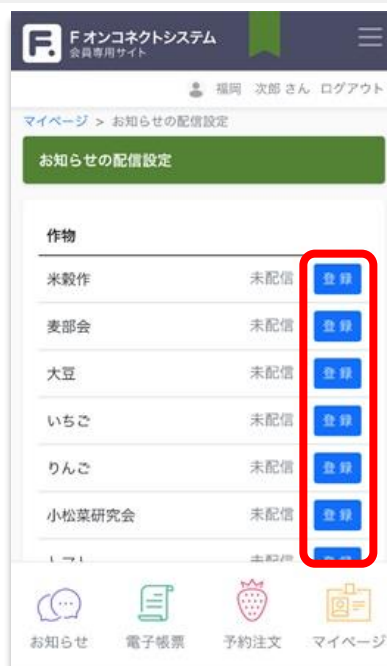 F オンコネクトシステム
会員専用サイト
福岡 次郎 さん ログアウト
マイページ > お知らせの配信設定
お知らせの配信設定
作物
米穀作 未配信 登録
麦部会 未配信 登録
大豆 未配信 登録
いちご 未配信 登録
りんご 未配信 登録
小松菜研究会 未配信 登録
お知らせ 電子帳票 予約注文 マイページ